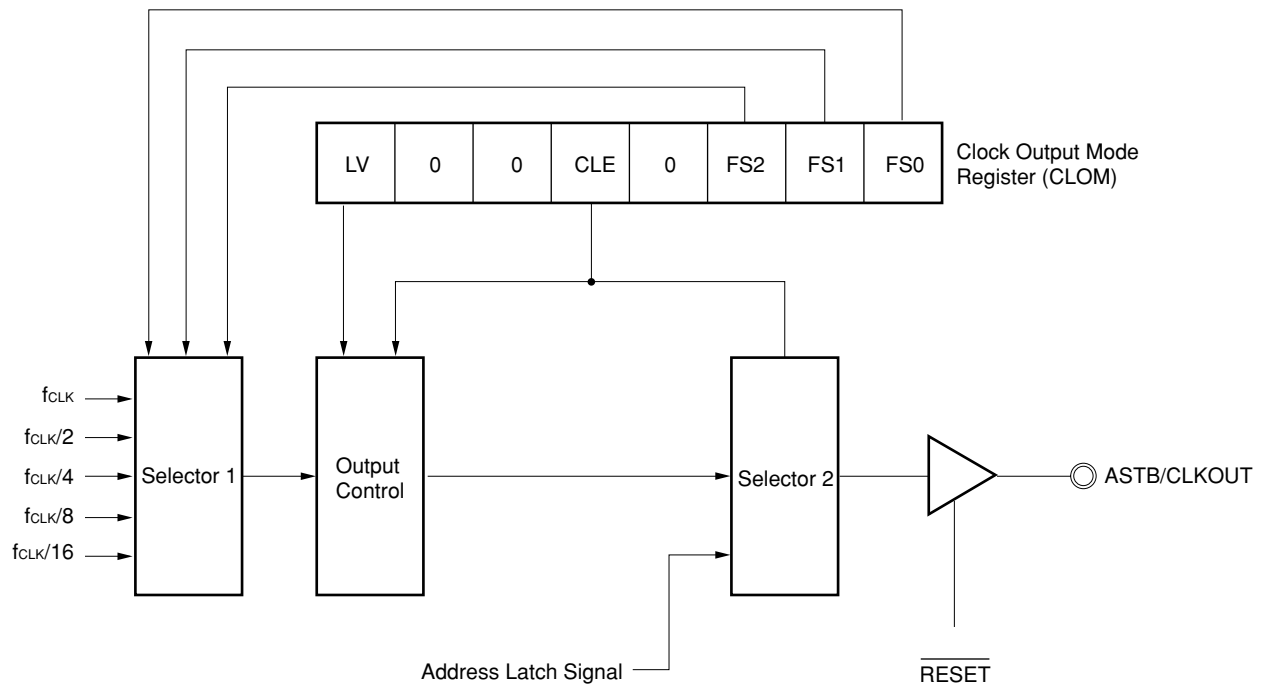 LV 0 0 CLE 0 FS2 FS1 FS0
Clock Output Mode
Register (CLOM)
fCLK
fCLK/2
fCLK/4
fCLK/8
fCLK/16
Selector 1
Output
Control
Selector 2
ASTB/CLKOUT
Address Latch Signal
RESET